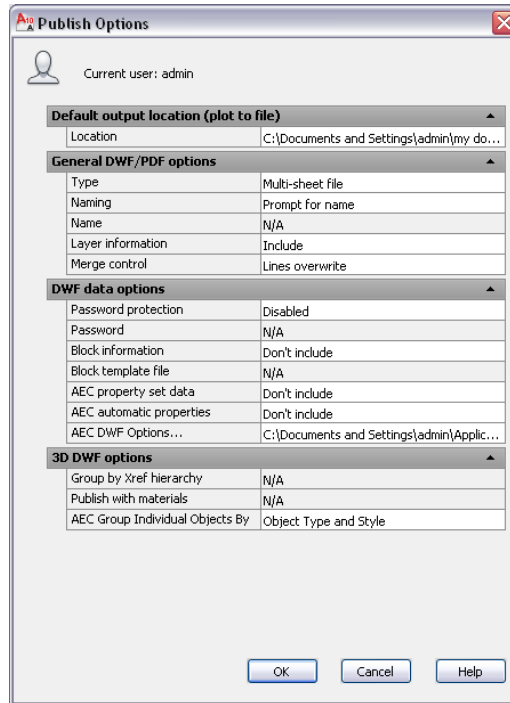 Publish Options
Current user: admin
Default output location (plot to file)
Location C:\Documents and Settings\admin\my do...
General DWF/PDF options
Type Multi-sheet file
Naming Prompt for name
Name N/A
Layer information Include
Merge control Lines overwrite
DWF data options
Password protection Disabled
Password N/A
Block information Don't include
Block template file N/A
AEC property set data Don't include
AEC automatic properties Don't include
AEC DWF Options... C:\Documents and Settings\admin\Applic...
3D DWF options
Group by Xref hierarchy N/A
Publish with materials N/A
AEC Group Individual Objects By Object Type and Style
OK Cancel Help